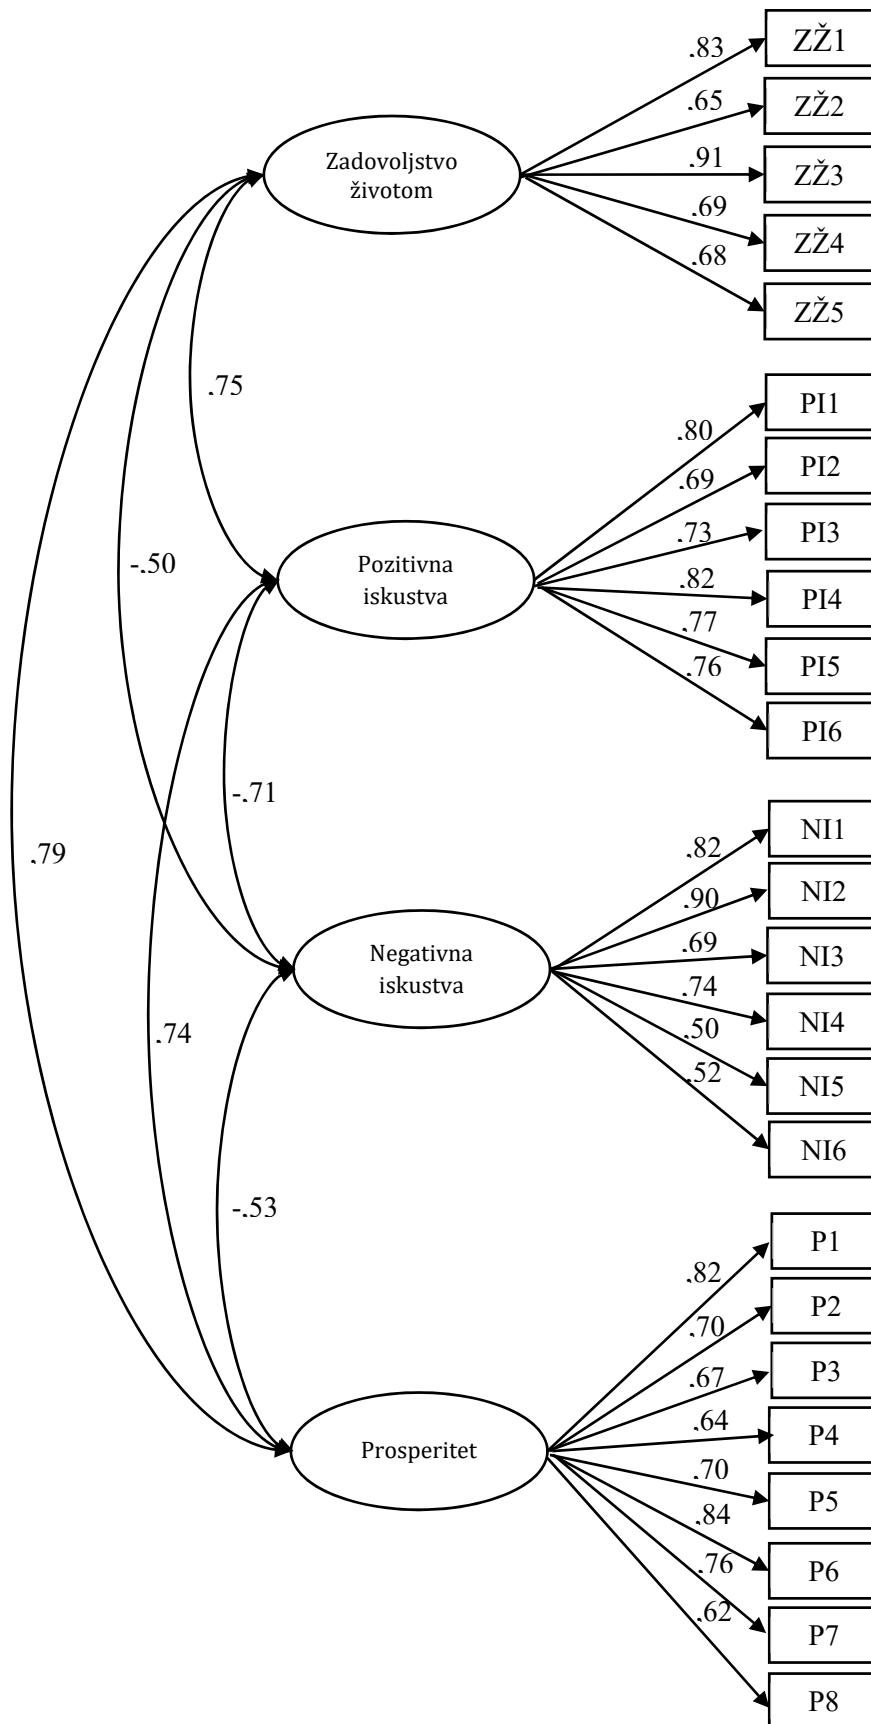 ,83
ZŽ1
,65
ZŽ2
Zadovoljstvo
životom
,91
ZŽ3
,69
ZŽ4
,68
ZŽ5
,75
,80
PI1
,69
PI2
,73
PI3
-,50
Pozitivna
iskustva
,82
PI4
,77
PI5
,76
PI6
-,71
,79
,82
NI1
,90
NI2
Negativna
iskustva
,69
NI3
,74
,74
NI4
,50
NI5
,52
NI6
-,53
,82
P1
,70
P2
,67
P3
Prosperitet
,64
P4
,70
P5
,84
P6
,76
P7
,62
P8